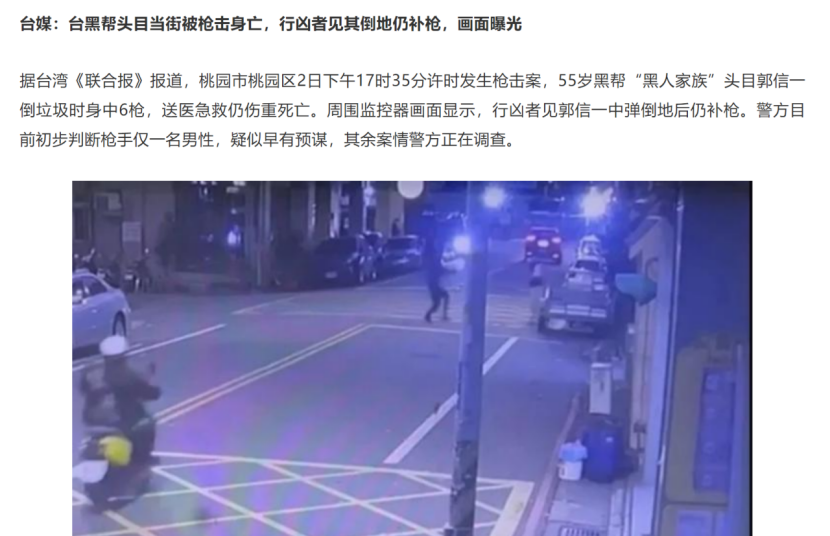 台媒：台黑帮头目当街被枪击身亡，行凶者见其倒地仍补枪，画面曝光
据台湾《联合报》报道，桃园市桃园区2日下午17时35分许时发生枪击案，55岁黑帮“黑人家族”头目郭信一
倒垃圾时身中6枪，送医急救仍伤重死亡。周围监控器画面显示，行凶者见郭信一中弹倒地后仍补枪。警方目
前初步判断枪手仅一名男性，疑似早有预谋，其余案情警方正在调查。